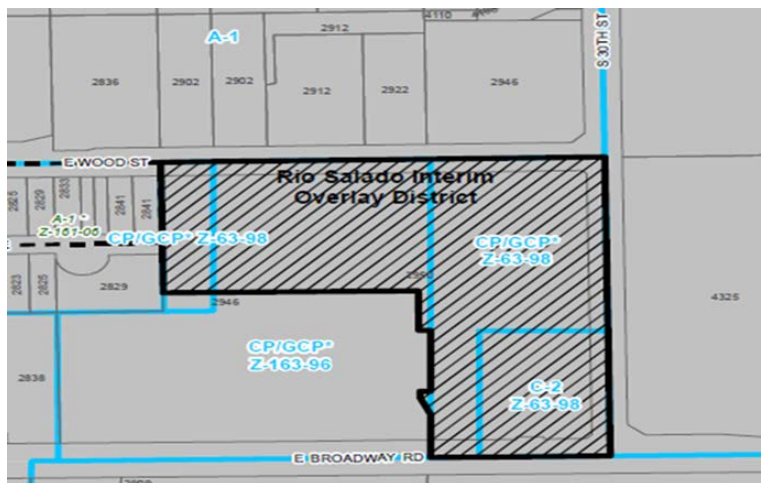 4110
2912
A-1
S 30TH ST
2836
2902
2902
2912
2922
2946
E WOOD ST
Rio Salado Interim
Overlay District
2825
2829
2833
2841
2841
A-1 *
CP/GCP* Z-63-98
CP/GCP*
Z-63-98
2823
2825
2829
2946
4325
CP/GCP*
Z-163-96
2838
C-2
Z-63-98
E BROADWAY RD